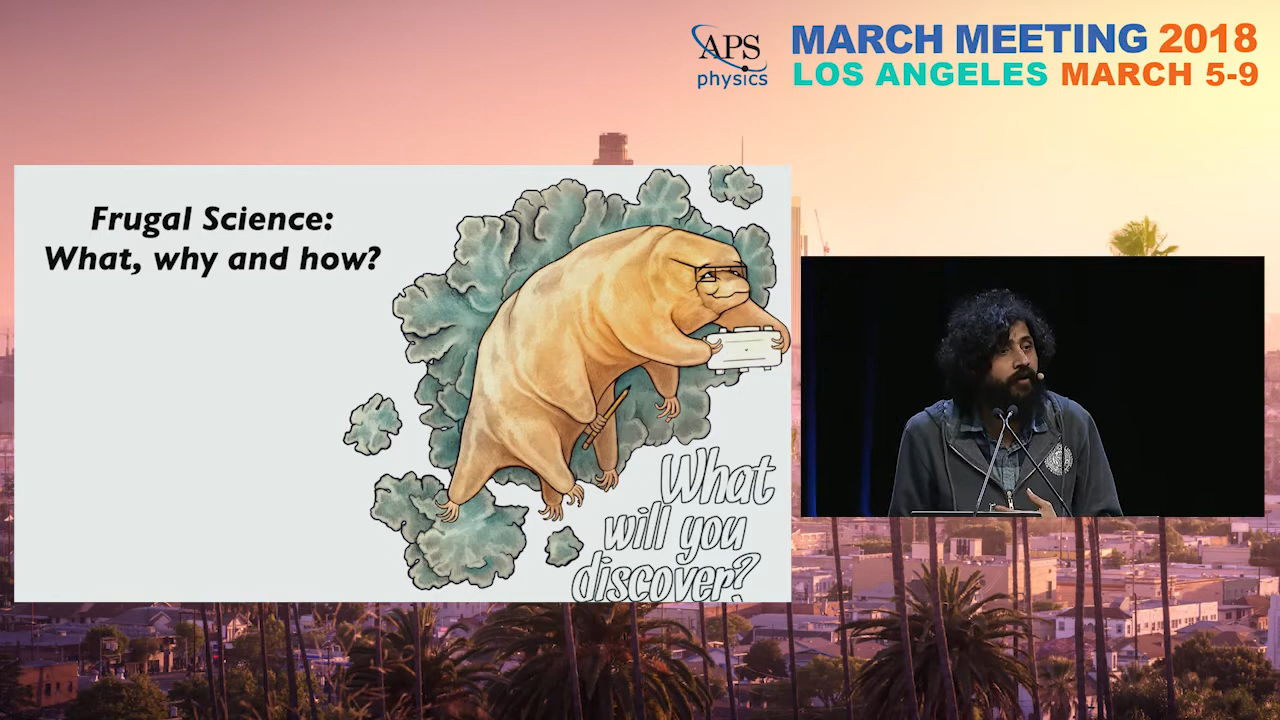 APS
physics
MARCH MEETING 2018
LOS ANGELES MARCH 5-9
Frugal Science:
What, why and how?
What
will you
discover?